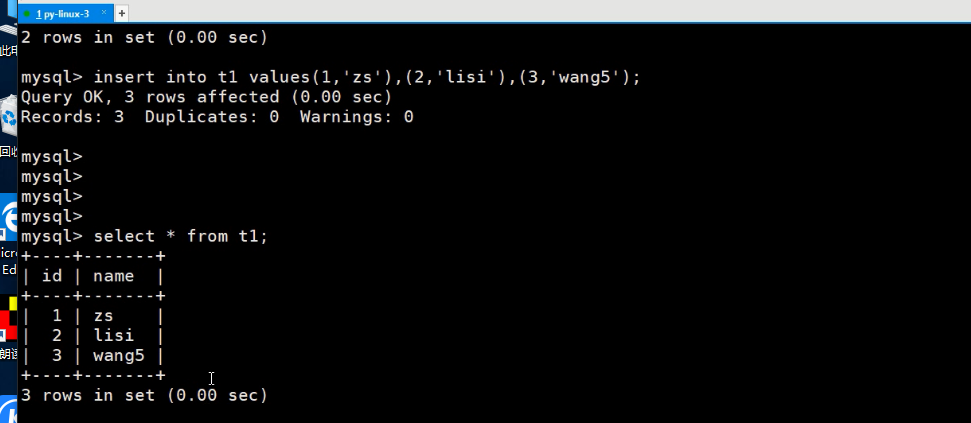 1 py-linux-3
2 rows in set (0.00 sec)
mysql> insert into t1 values(1,'zs'),(2,'lisi'),(3,'wang5');
Query OK, 3 rows affected (0.00 sec)
Records: 3  Duplicates: 0  Warnings: 0
mysql>
mysql>
mysql>
mysql>
mysql> select * from t1;
+----+-------+
| id | name  |
+----+-------+
|  1 | zs    |
|  2 | lisi  |
|  3 | wang5 |
+----+-------+
3 rows in set (0.00 sec)
此
回收
icro
Ed